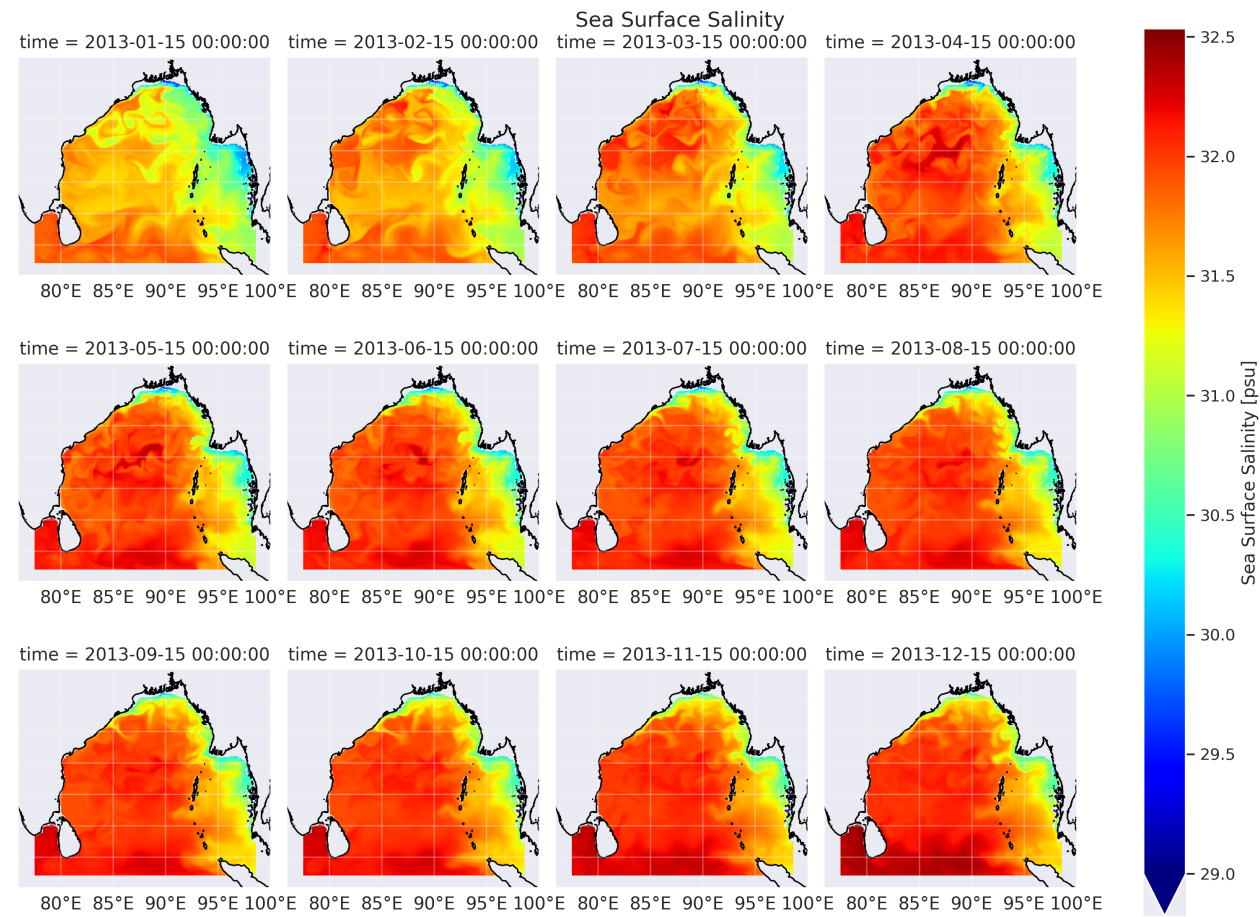 Sea Surface Salinity
time = 2013-01-15 00:00:00 time = 2013-02-15 00:00:00 time = 2013-03-15 00:00:00 time = 2013-04-15 00:00:00
80°E 85°E 90°E 95°E 100°E 80°E 85°E 90°E 95°E 100°E 80°E 85°E 90°E 95°E 100°E 80°E 85°E 90°E 95°E 100°E
time = 2013-05-15 00:00:00 time = 2013-06-15 00:00:00 time = 2013-07-15 00:00:00 time = 2013-08-15 00:00:00
80°E 85°E 90°E 95°E 100°E 80°E 85°E 90°E 95°E 100°E 80°E 85°E 90°E 95°E 100°E 80°E 85°E 90°E 95°E 100°E
time = 2013-09-15 00:00:00 time = 2013-10-15 00:00:00 time = 2013-11-15 00:00:00 time = 2013-12-15 00:00:00
80°E 85°E 90°E 95°E 100°E 80°E 85°E 90°E 95°E 100°E 80°E 85°E 90°E 95°E 100°E 80°E 85°E 90°E 95°E 100°E
32.5
32.0
31.5
31.0
30.5
30.0
29.5
29.0
Sea Surface Salinity [psu]